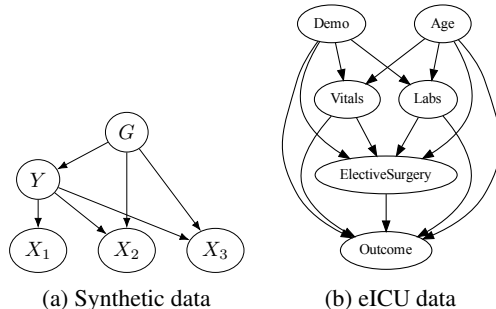 Demo Age
G
Vitals Labs
Y
ElectiveSurgery
X₁ X₂ X₃
Outcome
(a) Synthetic data (b) eICU data